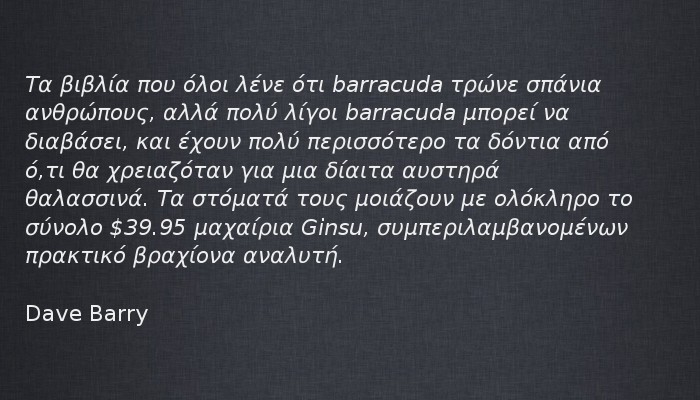 Τα βιβλία που όλοι λένε ότι barracuda τρώνε σπάνια
ανθρώπους, αλλά πολύ λίγοι barracuda μπορεί να
διαβάσει, και έχουν πολύ περισσότερο τα δόντια από
ό,τι θα χρειαζόταν για μια δίαιτα αυστηρά
θαλασσινά. Τα στόματά τους μοιάζουν με ολόκληρο το
σύνολο $39.95 μαχαίρια Ginsu, συμπεριλαμβανομένων
πρακτικό βραχίονα αναλυτή.
Dave Barry